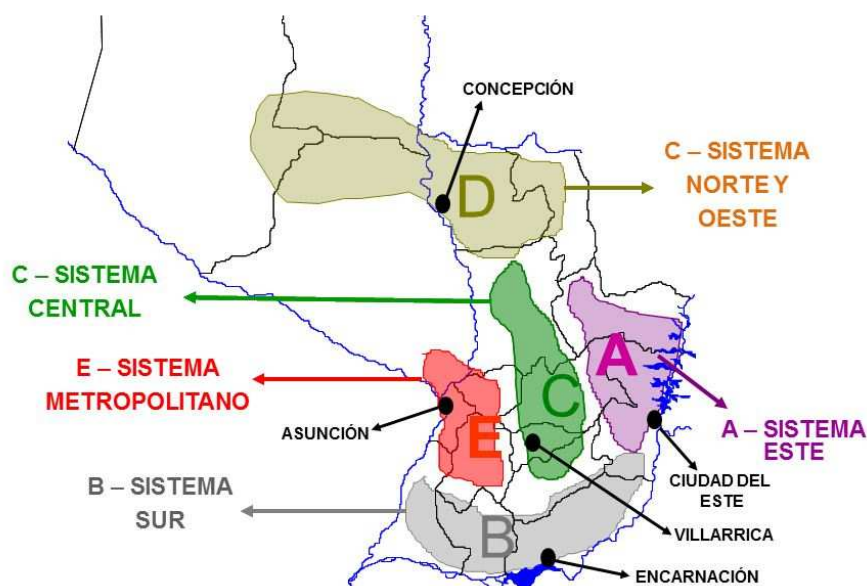 CONCEPCIÓN
C – SISTEMA
NORTE Y
OESTE
D
C – SISTEMA
CENTRAL
A
E – SISTEMA
METROPOLITANO
C
ASUNCIÓN
E
A – SISTEMA
ESTE
B – SISTEMA
SUR
CIUDAD DEL
ESTE
VILLARRICA
B
ENCARNACIÓN